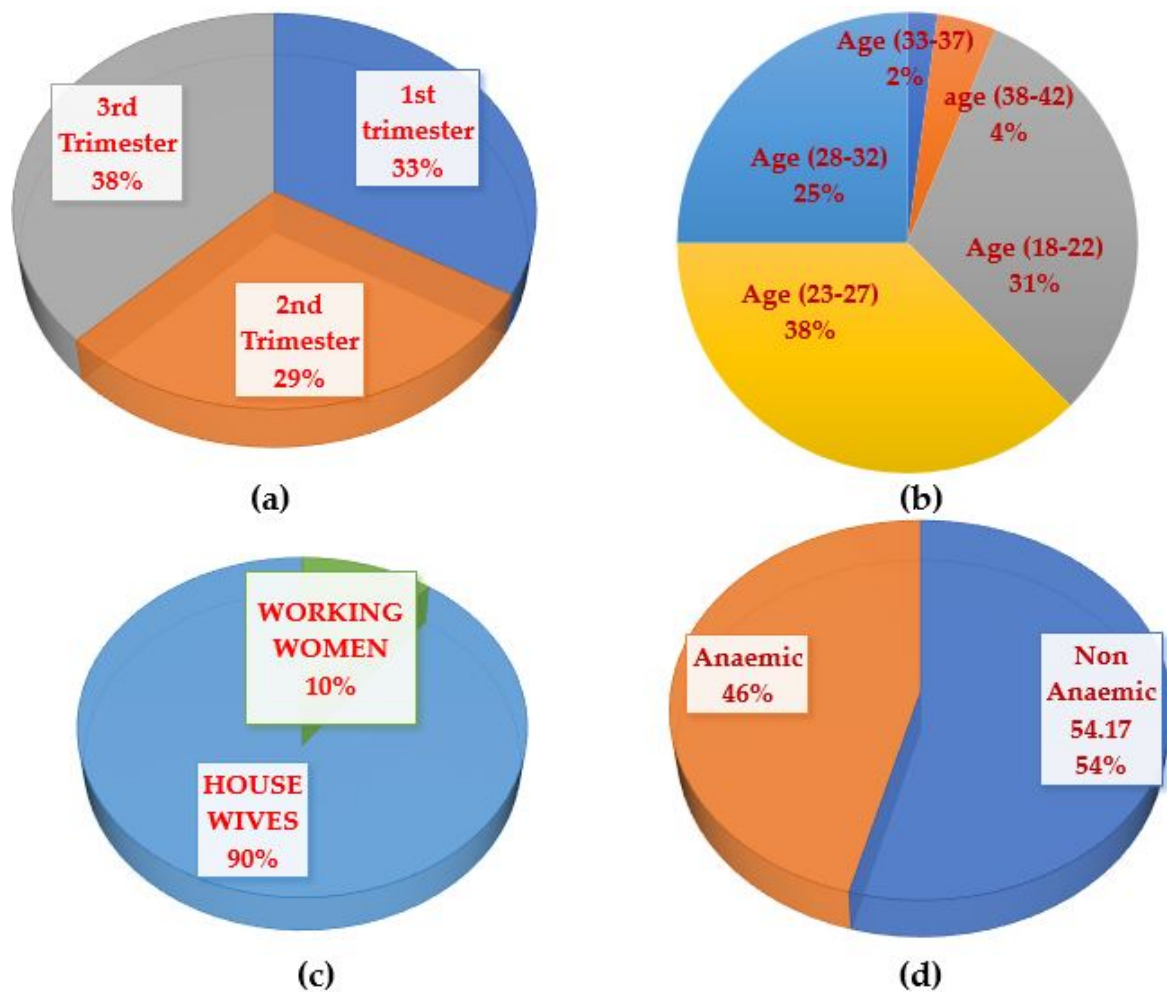 3rd
Trimester
38%
1st
trimester
33%
2nd
Trimester
29%
(a)
Age (33-37)
2%
age (38-42)
4%
Age (28-32)
25%
Age (18-22)
31%
Age (23-27)
38%
(b)
WORKING
WOMEN
10%
HOUSE
WIVES
90%
(c)
Anaemic
46%
Non
Anaemic
54.17
54%
(d)